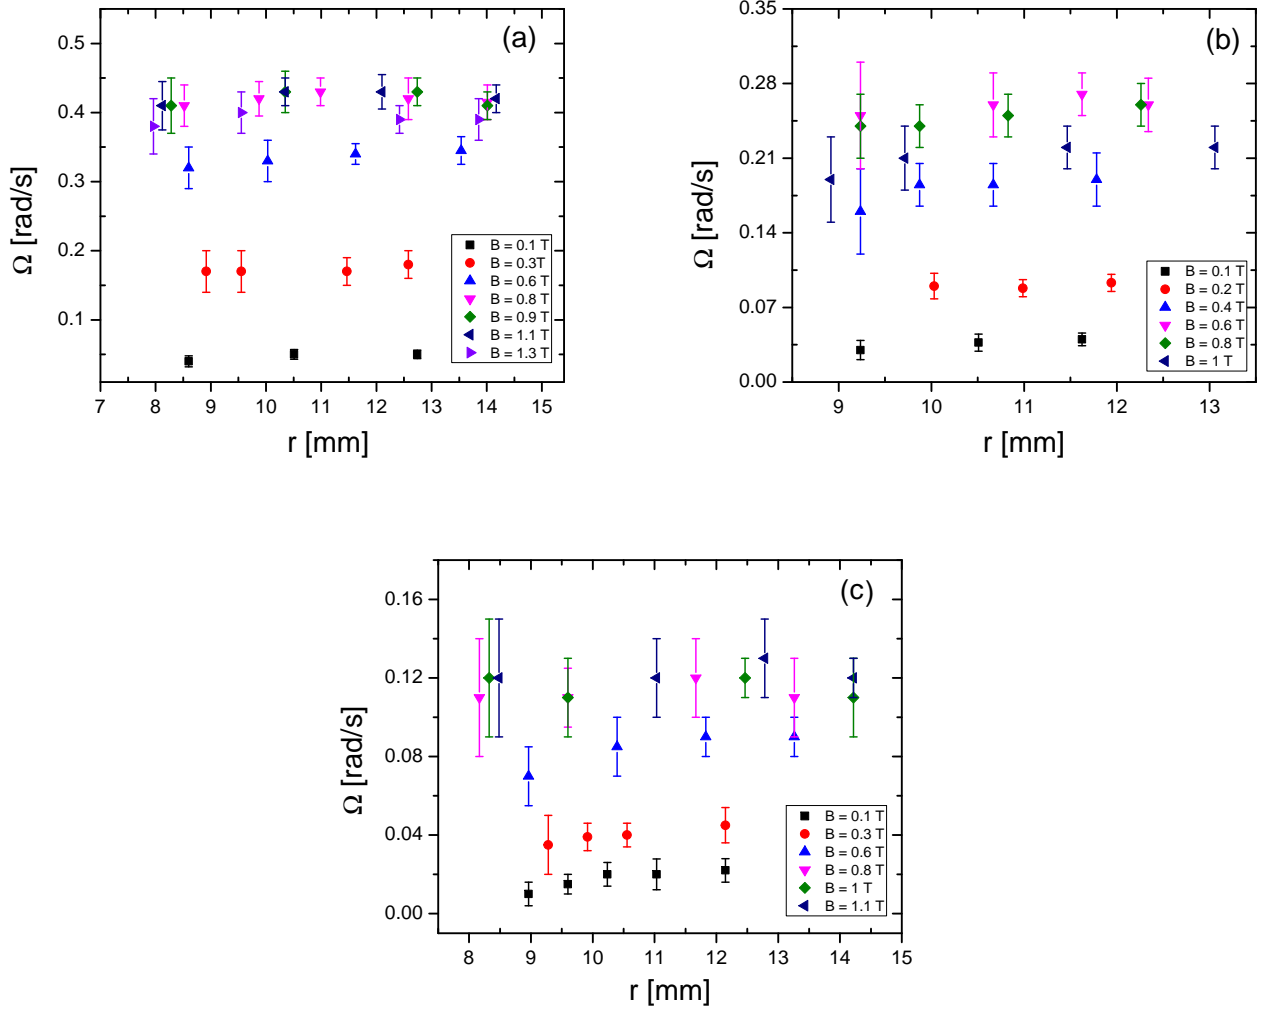 (a)
0.5
0.4
0.3
0.2
0.1
Ω [rad/s]
B = 0.1 T
B = 0.3T
B = 0.6 T
B = 0.8 T
B = 0.9 T
B = 1.1 T
B = 1.3 T
7 8 9 10 11 12 13 14 15
r [mm]
(b)
0.35
0.28
0.21
0.14
0.07
0.00
Ω [rad/s]
B = 0.1 T
B = 0.2 T
B = 0.4 T
B = 0.6 T
B = 0.8 T
B = 1 T
9 10 11 12 13
r [mm]
(c)
0.16
0.12
0.08
0.04
0.00
Ω [rad/s]
B = 0.1 T
B = 0.3 T
B = 0.6 T
B = 0.8 T
B = 1 T
B = 1.1 T
8 9 10 11 12 13 14 15
r [mm]